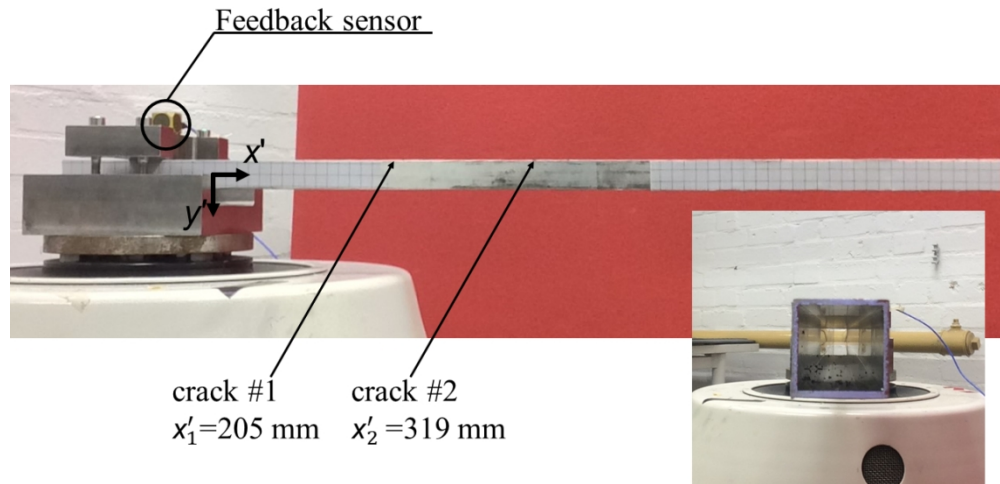 Feedback sensor
x'
y'
crack #1
x′₁=205 mm
crack #2
x′₂ =319 mm